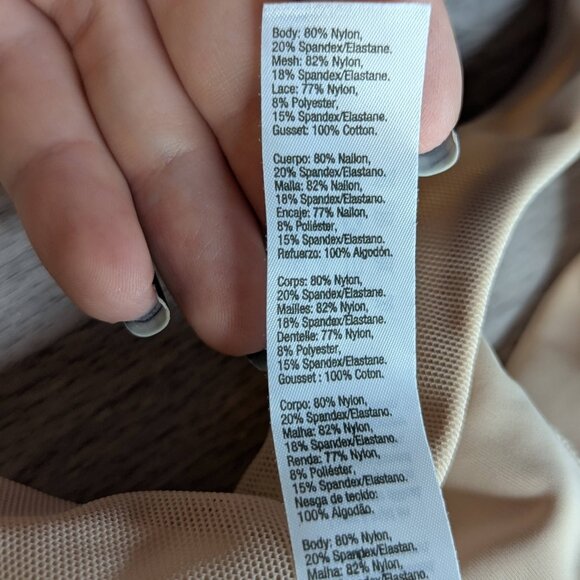 Body: 80% Nylon,
20% Spandex/Elastane.
Mesh: 82% Nylon,
18% Spandex/Elastane.
Lace: 77% Nylon,
8% Polyester,
15% Spandex/Elastane.
Gusset: 100% Cotton.
Cuerpo: 80% Nailon,
20% Spandex/Elastano.
Malla: 82% Nailon,
18% Spandex/Elastano.
Encaje: 77% Nailon,
8% Poliéster,
15% Spandex/Elastano.
Refuerzo: 100% Algodón.
Corps: 80% Nylon,
20% Spandex/Elastane.
Mailles: 82% Nylon,
18% Spandex/Elastane.
Dentelle: 77% Nylon,
8% Polyester,
15% Spandex/Elastane.
Gousset : 100% Coton.
Corpo: 80% Nylon,
20% Spandex/Elastano.
Malha: 82% Nylon,
18% Spandex/Elastano.
Renda: 77% Nylon,
8% Poliéster,
15% Spandex/Elastano.
Nesga de tecido:
100% Algodão.
Body: 80% Nylon,
20% Spandex/Elastan.
Malha: 82% Nylon,